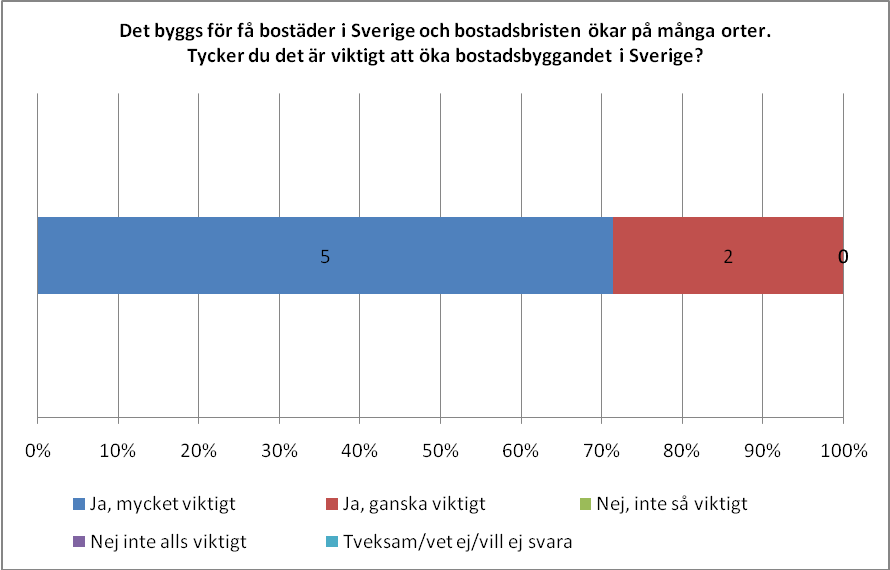 Det byggs för få bostäder i Sverige och bostadsbristen ökar på många orter.
Tycker du det är viktigt att öka bostadsbyggandet i Sverige?
5 2 0
0% 10% 20% 30% 40% 50% 60% 70% 80% 90% 100%
Ja, mycket viktigt Ja, ganska viktigt Nej, inte så viktigt
Nej inte alls viktigt Tveksam/vet ej/vill ej svara